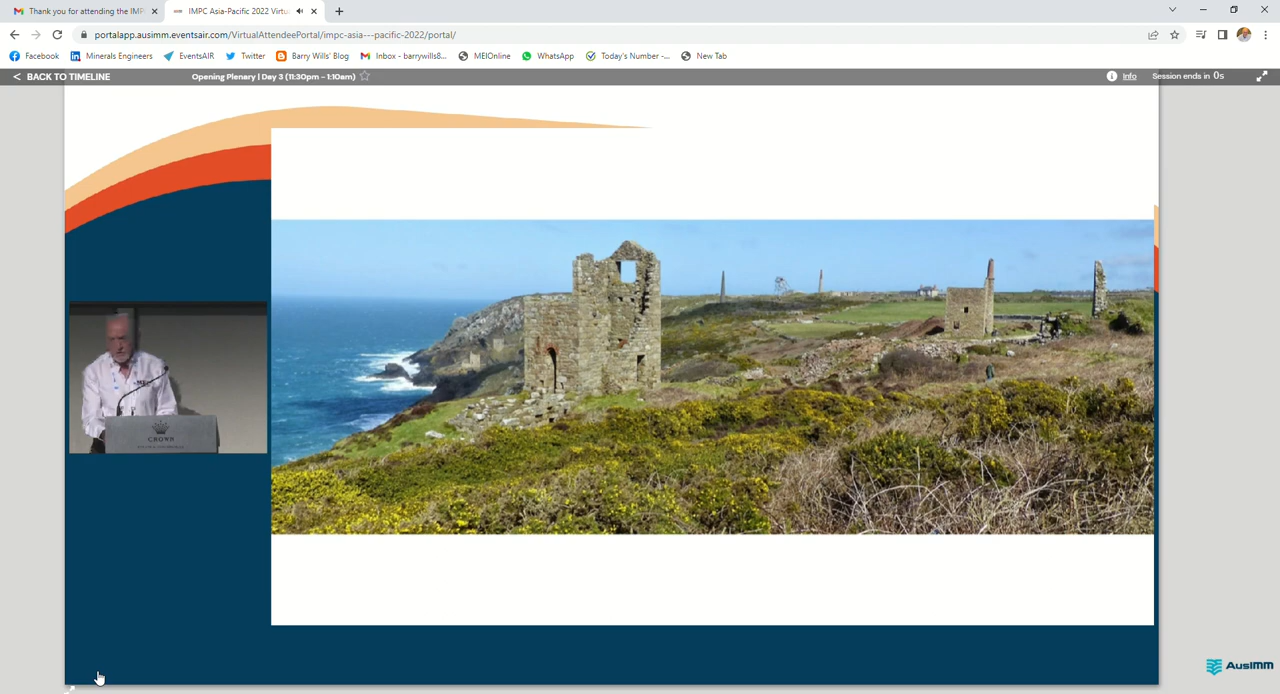 Thank you for attending the IMP
IMPC Asia-Pacific 2022 Virtu
portalapp.ausimm.eventsair.com/VirtualAttendeePortal/impc-asia---pacific-2022/portal/
Facebook Minerals Engineers EventsAIR Twitter Barry Wills' Blog Inbox - barrywills8... MEIOnline WhatsApp Today's Number -... New Tab
< BACK TO TIMELINE Opening Plenary | Day 3 (11:30pm – 1:10am) Info Session ends in 0s
CROWN
AusIMM